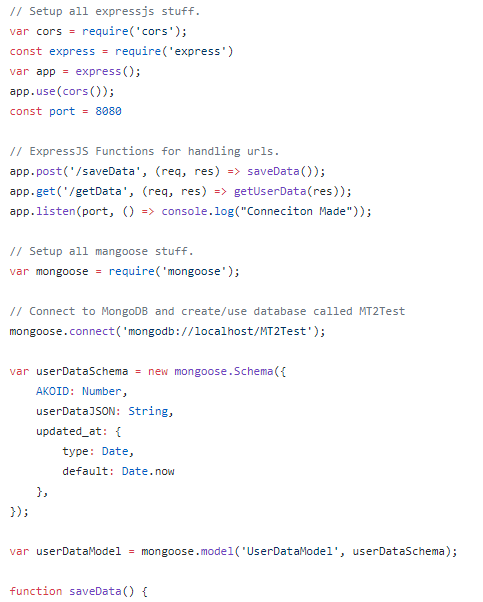 // Setup all expressjs stuff.
var cors = require('cors');
const express = require('express')
var app = express();
app.use(cors());
const port = 8080
// ExpressJS Functions for handling urls.
app.post('/saveData', (req, res) => saveData());
app.get('/getData', (req, res) => getUserData(res));
app.listen(port, () => console.log("Conneciton Made"));
// Setup all mangoose stuff.
var mongoose = require('mongoose');
// Connect to MongoDB and create/use database called MT2Test
mongoose.connect('mongodb://localhost/MT2Test');
var userDataSchema = new mongoose.Schema({
    AKOID: Number,
    userDataJSON: String,
    updated_at: {
        type: Date,
        default: Date.now
    },
});
var userDataModel = mongoose.model('UserDataModel', userDataSchema);
function saveData() {